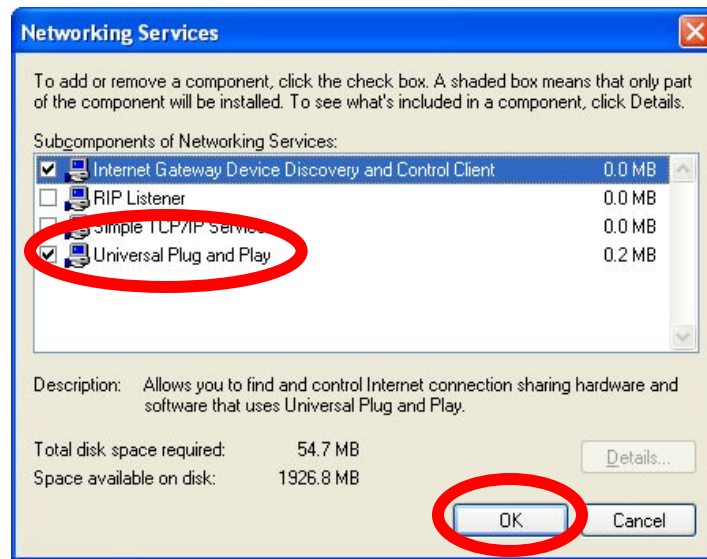 Networking Services
To add or remove a component, click the check box. A shaded box means that only part
of the component will be installed. To see what's included in a component, click Details.
Subcomponents of Networking Services:
Internet Gateway Device Discovery and Control Client 0.0 MB
RIP Listener 0.0 MB
Simple TCP/IP Services 0.0 MB
Universal Plug and Play 0.2 MB
Description: Allows you to find and control Internet connection sharing hardware and
software that uses Universal Plug and Play.
Total disk space required: 54.7 MB
Details...
Space available on disk: 1926.8 MB
OK Cancel